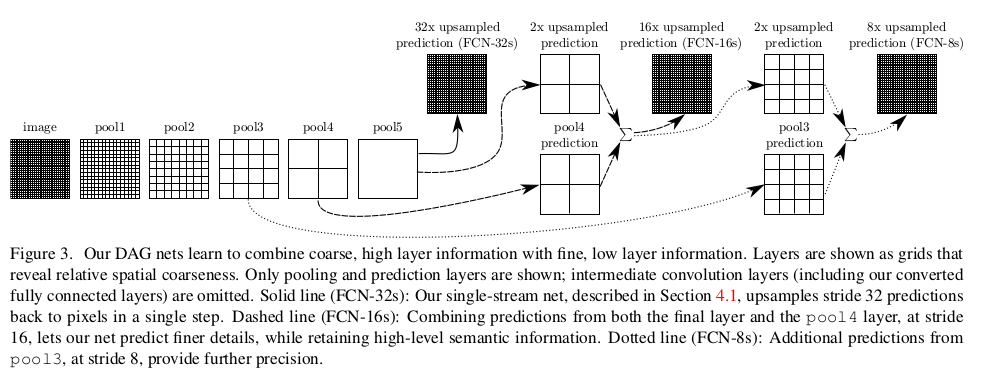 32x upsampled
prediction (FCN-32s)
2x upsampled
prediction
16x upsampled
prediction (FCN-16s)
2x upsampled
prediction
8x upsampled
prediction (FCN-8s)
image
pool1
pool2
pool3
pool4
pool5
pool4
prediction
Σ
pool3
prediction
Σ
Figure 3. Our DAG nets learn to combine coarse, high layer information with fine, low layer information. Layers are shown as grids that
reveal relative spatial coarseness. Only pooling and prediction layers are shown; intermediate convolution layers (including our converted
fully connected layers) are omitted. Solid line (FCN-32s): Our single-stream net, described in Section 4.1, upsamples stride 32 predictions
back to pixels in a single step. Dashed line (FCN-16s): Combining predictions from both the final layer and the pool4 layer, at stride
16, lets our net predict finer details, while retaining high-level semantic information. Dotted line (FCN-8s): Additional predictions from
pool3, at stride 8, provide further precision.